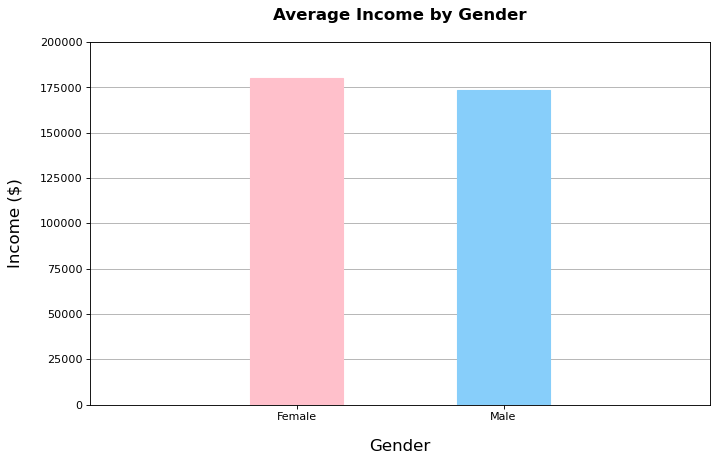 Average Income by Gender
200000
175000
150000
125000
100000
75000
50000
25000
0
Income ($)
Female
Male
Gender